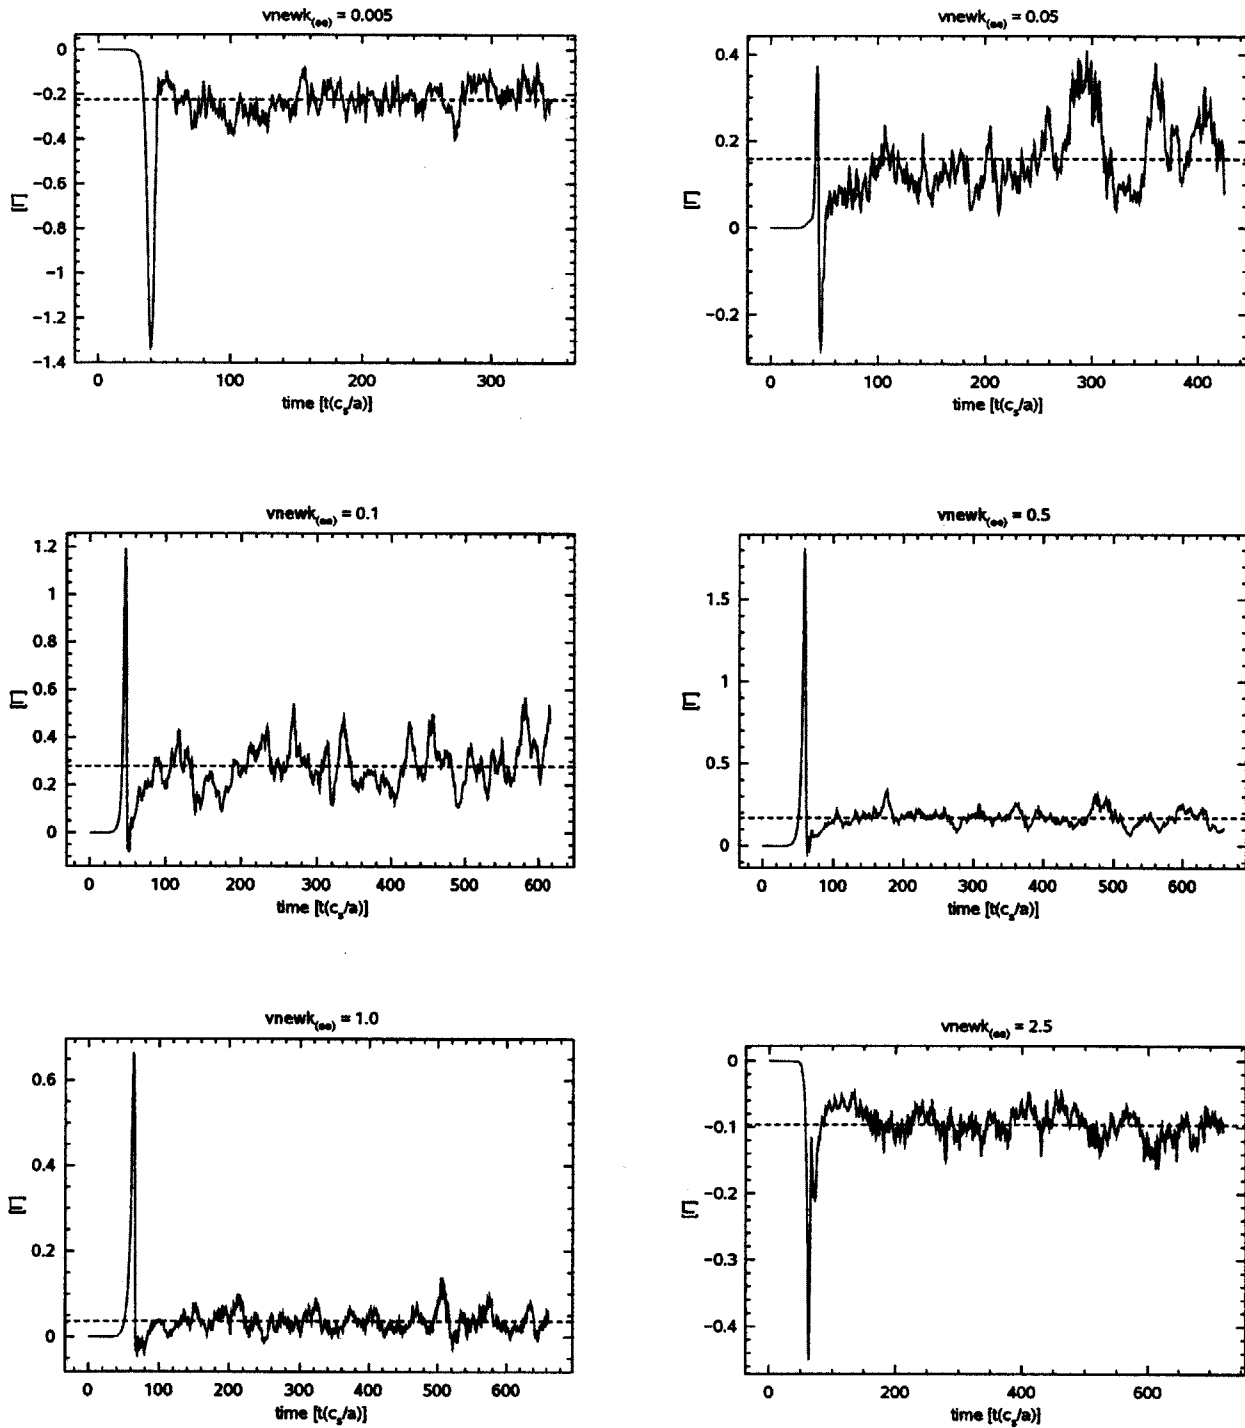 vnewk(ee) = 0.005
0
−0.2
−0.4
−0.6
−0.8
−1
−1.2
−1.4
[Γ]
0 100 200 300
time [t(cs/a)]
vnewk(ee) = 0.05
0.4
0.2
0
−0.2
[Γ]
0 100 200 300 400
time [t(cs/a)]
vnewk(ee) = 0.1
1.2
1
0.8
0.6
0.4
0.2
0
[Γ]
0 100 200 300 400 500 600
time [t(cs/a)]
vnewk(ee) = 0.5
1.5
1
0.5
0
[Γ]
0 100 200 300 400 500 600
time [t(cs/a)]
vnewk(ee) = 1.0
0.6
0.4
0.2
0
[Γ]
0 100 200 300 400 500 600
time [t(cs/a)]
vnewk(ee) = 2.5
0
−0.1
−0.2
−0.3
−0.4
[Γ]
0 200 400 600
time [t(cs/a)]